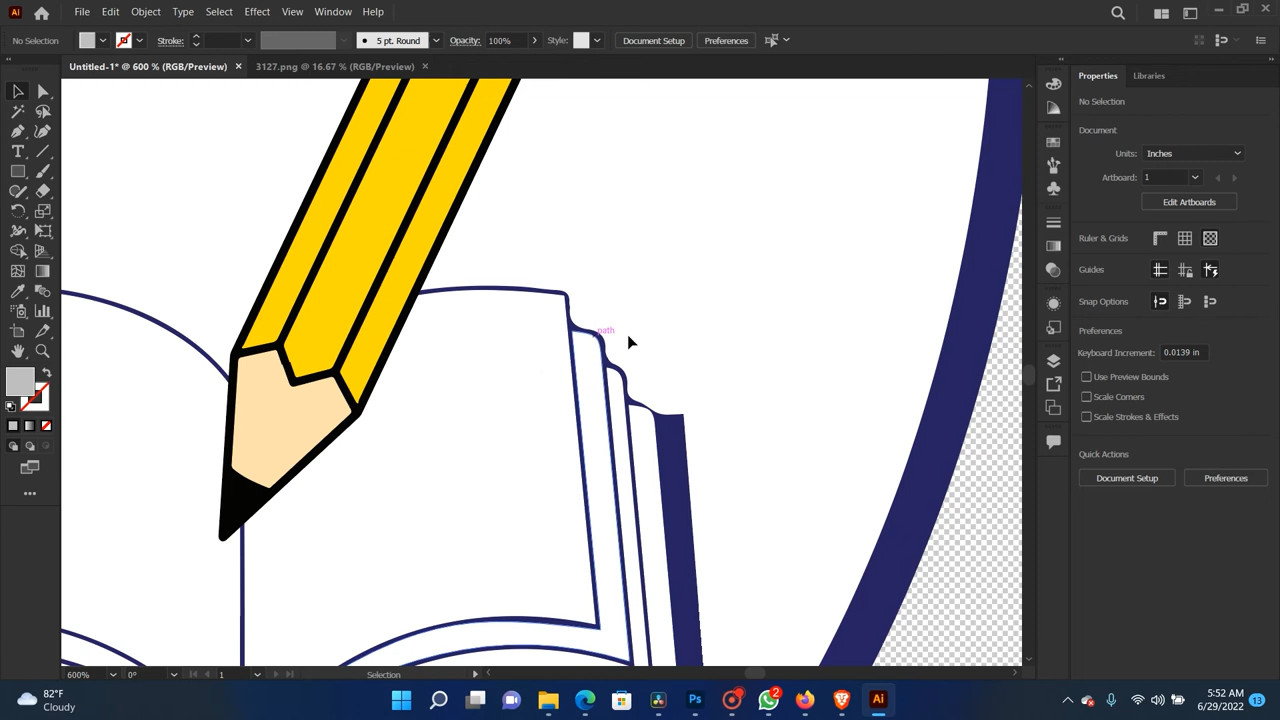 File Edit Object Type Select Effect View Window Help
No Selection Stroke: 5 pt. Round Opacity: 100% Style: Document Setup Preferences
Untitled-1* @ 600 % (RGB/Preview) × 3127.png @ 16.67 % (RGB/Preview) ×
Properties Libraries
No Selection
Document
Units: Inches
Artboard: 1
Edit Artboards
Ruler & Grids
Guides
Snap Options
Preferences
Keyboard Increment: 0.0139 in
Use Preview Bounds
Scale Corners
Scale Strokes & Effects
Quick Actions
Document Setup Preferences
path
600% 0° 1 Selection
82°F
Cloudy
2
Ps
Ai
5:52 PM
6/29/2022
13